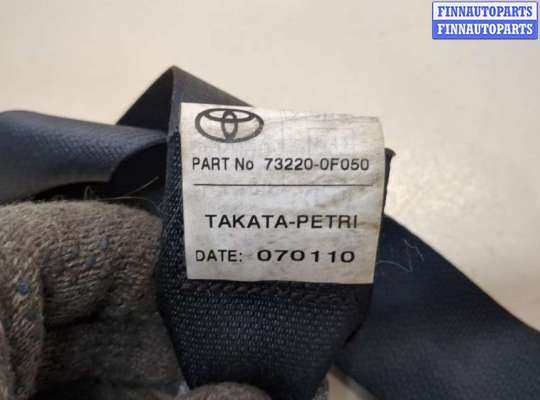 FINNAUTOPARTS
FINNAUTOPARTS
PART No 73220-0F050
TAKATA-PETRI
DATE: 070110